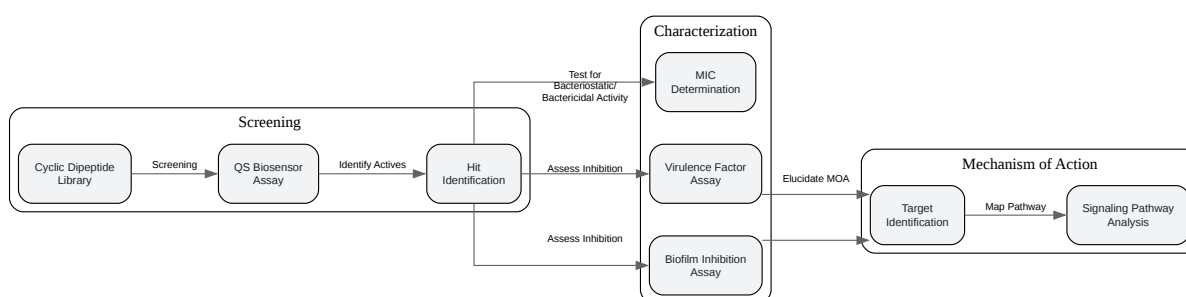 Screening
Cyclic Dipeptide
Library
Screening
QS Biosensor
Assay
Identify Actives
Hit
Identification
Test for
Bacteriostatic/
Bactericidal Activity
Assess Inhibition
Assess Inhibition
Characterization
MIC
Determination
Virulence Factor
Assay
Biofilm Inhibition
Assay
Elucidate MOA
Mechanism of Action
Target
Identification
Map Pathway
Signaling Pathway
Analysis